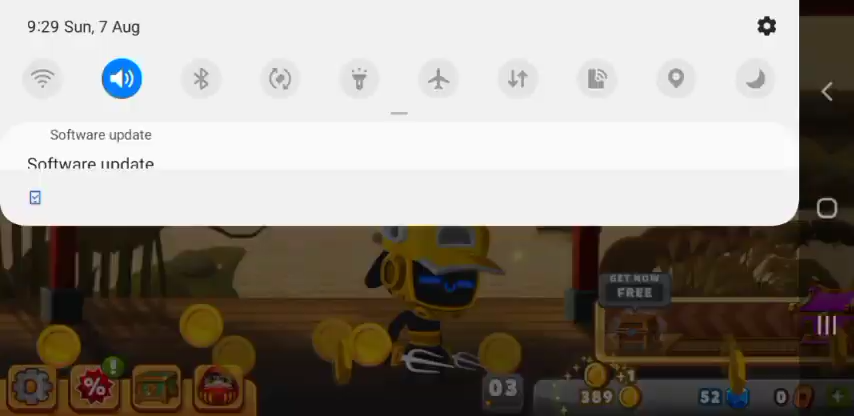 9:29 Sun, 7 Aug
Software update
Software update
GET NOW
FREE
%
!
03
+1
389
52
0
+